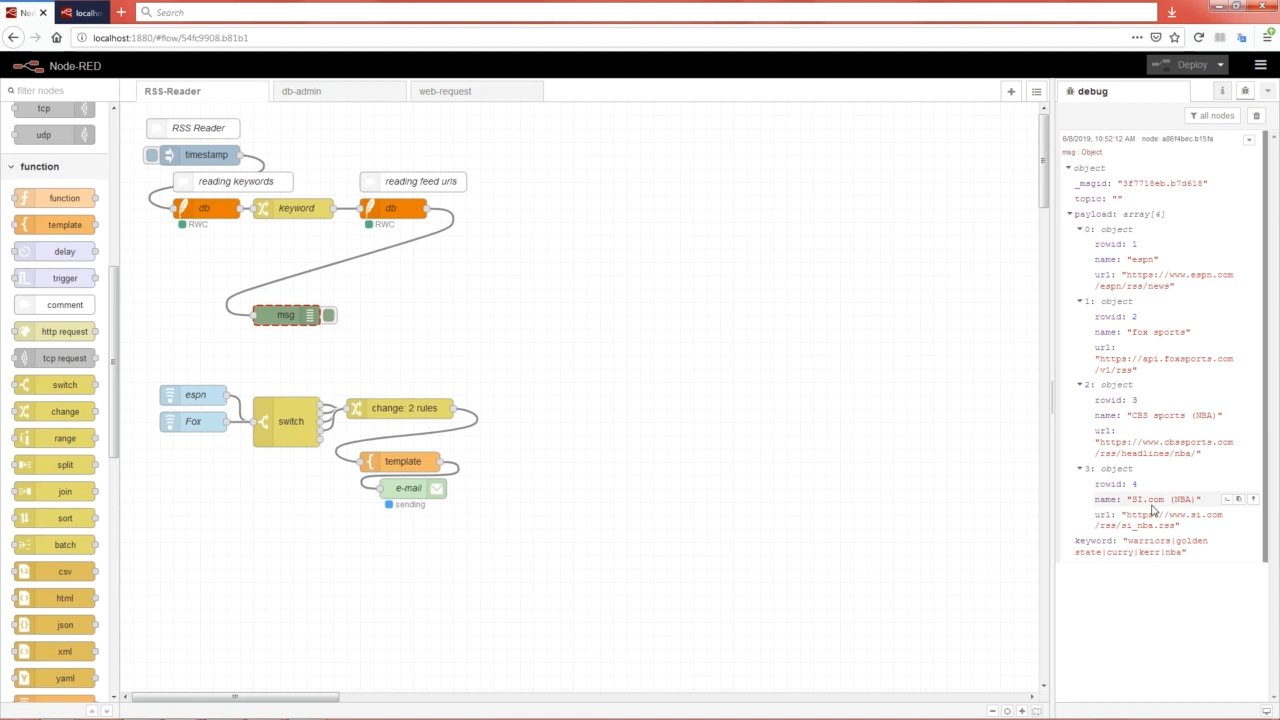 No
localho
Search
localhost:1880/#flow/54fc9908.b81b1
Node-RED
Deploy
filter nodes
RSS-Reader
db-admin
web-request
debug
i
all nodes
tcp
udp
function
function
template
delay
trigger
comment
http request
tcp request
switch
change
range
split
join
sort
batch
csv
html
json
xml
yaml
RSS Reader
timestamp
reading keywords
reading feed urls
db
keyword
db
RWC
RWC
msg
espn
Fox
switch
change: 2 rules
template
e-mail
sending
6/8/2019, 10:52:12 AM node: a86f4bec.b15fa
msg : Object
object
_msgid: "3f7718eb.b7d618"
topic: ""
payload: array[4]
0: object
rowid: 1
name: "espn"
url: "https://www.espn.com
/espn/rss/news"
1: object
rowid: 2
name: "fox sports"
url:
"https://api.foxsports.com
/v1/rss"
2: object
rowid: 3
name: "CBS sports (NBA)"
url:
"https://www.cbssports.com
/rss/headlines/nba/"
3: object
rowid: 4
name: "SI.com (NBA)"
url: "https://www.si.com
/rss/si_nba.rss"
keyword: "warriors|golden
state|curry|kerr|nba"